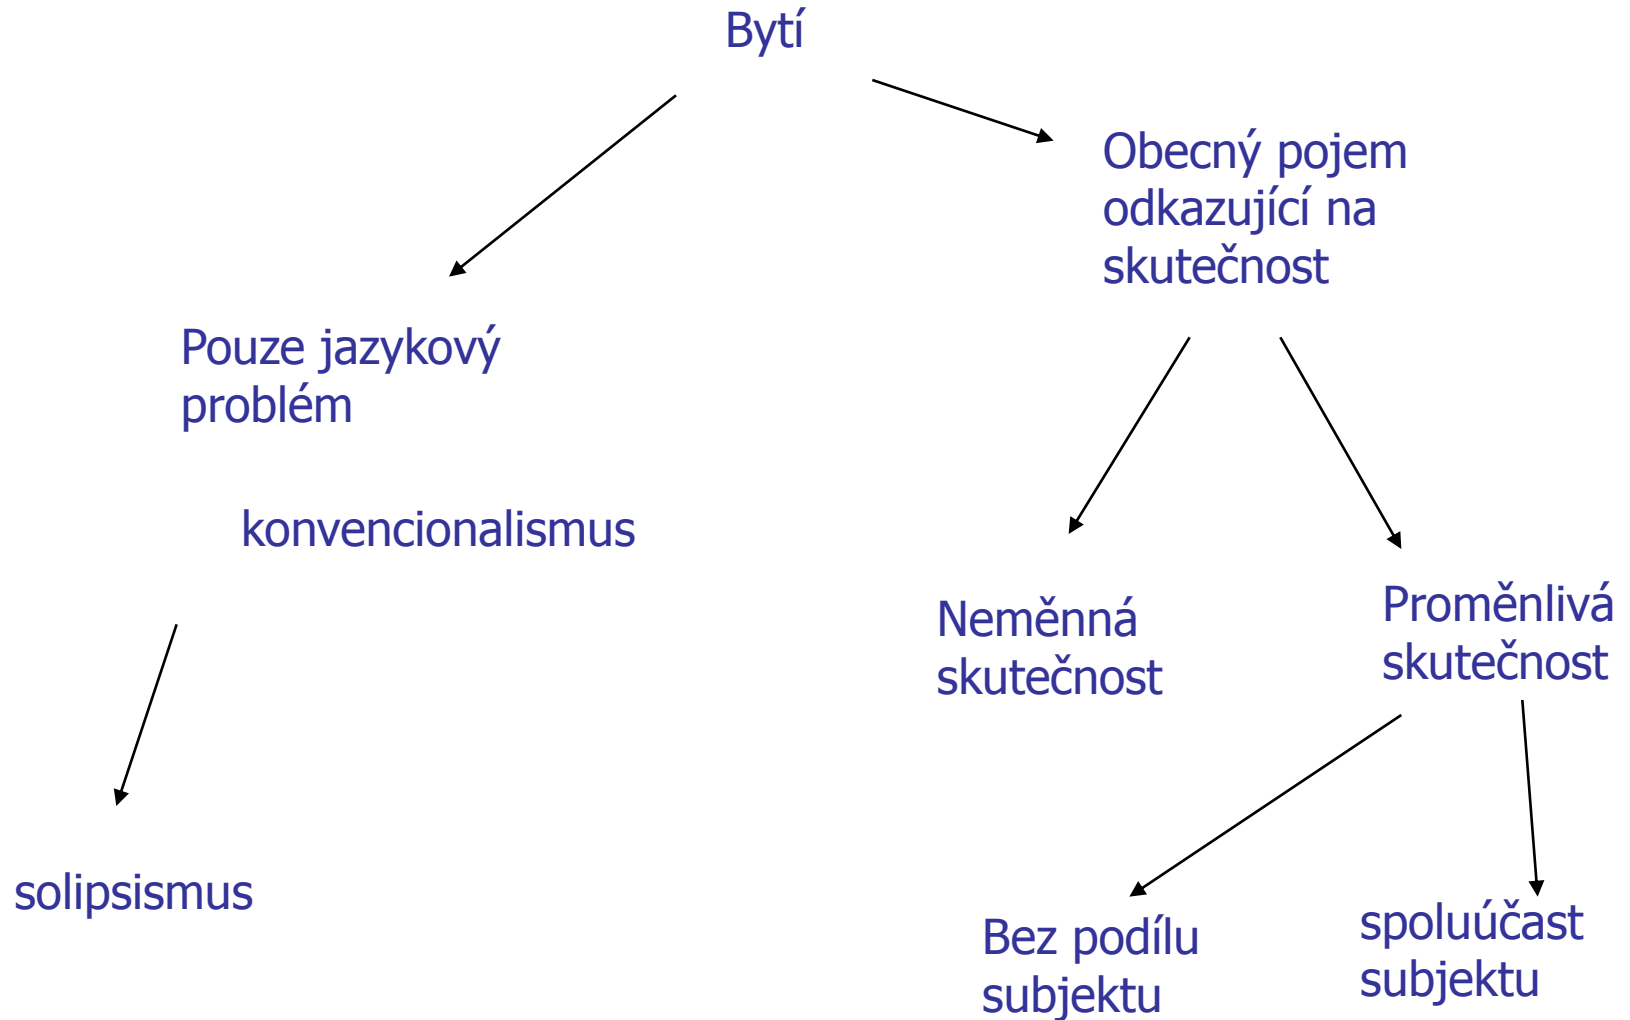 Bytí
Obecný pojem
odkazující na
skutečnost
Pouze jazykový
problém
konvencionalismus
Neměnná
skutečnost
Proměnlivá
skutečnost
solipsismus
Bez podílu
subjektu
spoluúčast
subjektu